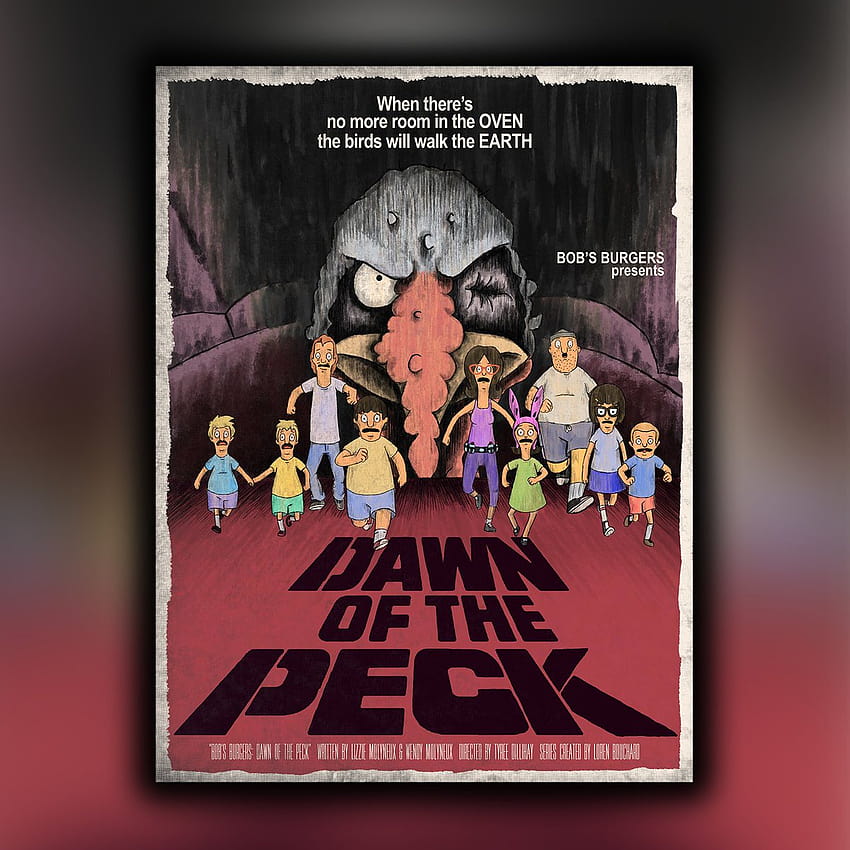 When there's
no more room in the OVEN
the birds will walk the EARTH
BOB'S BURGERS
presents
DAWN
OF THE
PECK
"BOB'S BURGERS: DAWN OF THE PECK" WRITTEN BY LIZZIE MOLYNEUX & WENDY MOLYNEUX DIRECTED BY TYREE DILLIHAY SERIES CREATED BY LOREN BOUCHARD